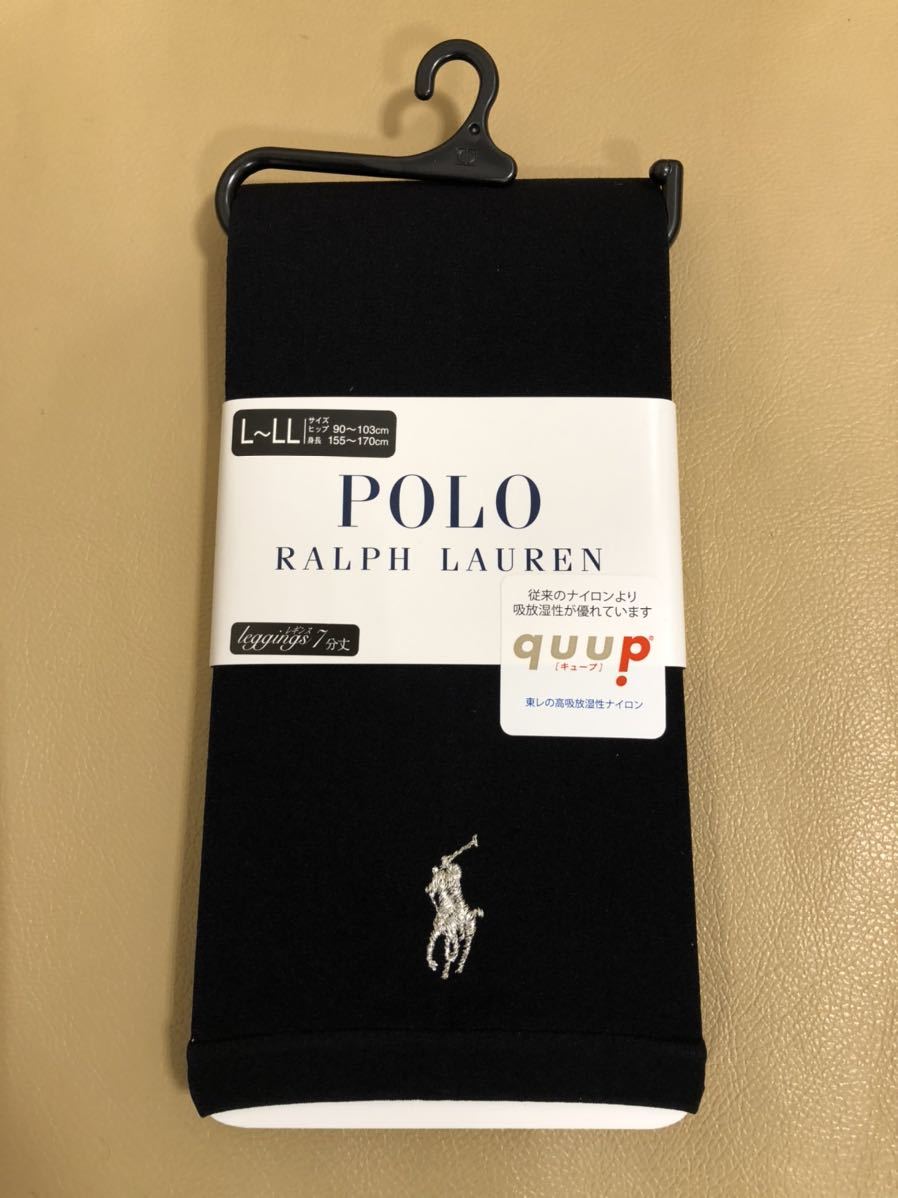 L～LL
サイズ
ヒップ 90～103cm
身長 155～170cm
POLO
RALPH LAUREN
従来のナイロンより
吸放湿性が優れています
quup®
［キュープ］
東レの高吸放湿性ナイロン
レギンス
leggings 7分丈